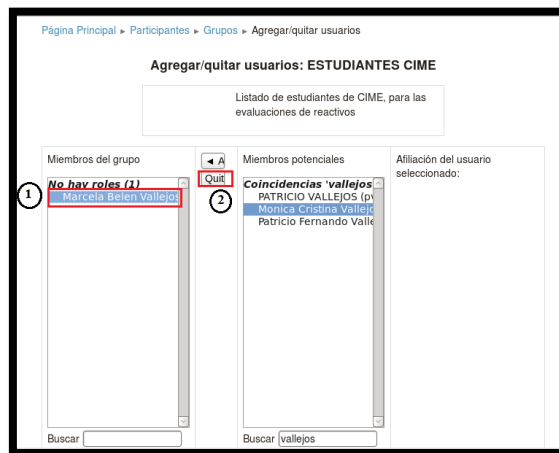 Página Principal ► Participantes ► Grupos ► Agregar/quitar usuarios
Agregar/quitar usuarios: ESTUDIANTES CIME
Listado de estudiantes de CIME, para las
evaluaciones de reactivos
Miembros del grupo
No hay roles (1)
Marcela Belen Vallejos
1
Buscar
◄ A
Quit
2
Miembros potenciales
Coincidencias 'vallejos
PATRICIO VALLEJOS (pv
Monica Cristina Vallejo
Patricio Fernando Valle
Buscar vallejos
Afiliación del usuario
seleccionado: